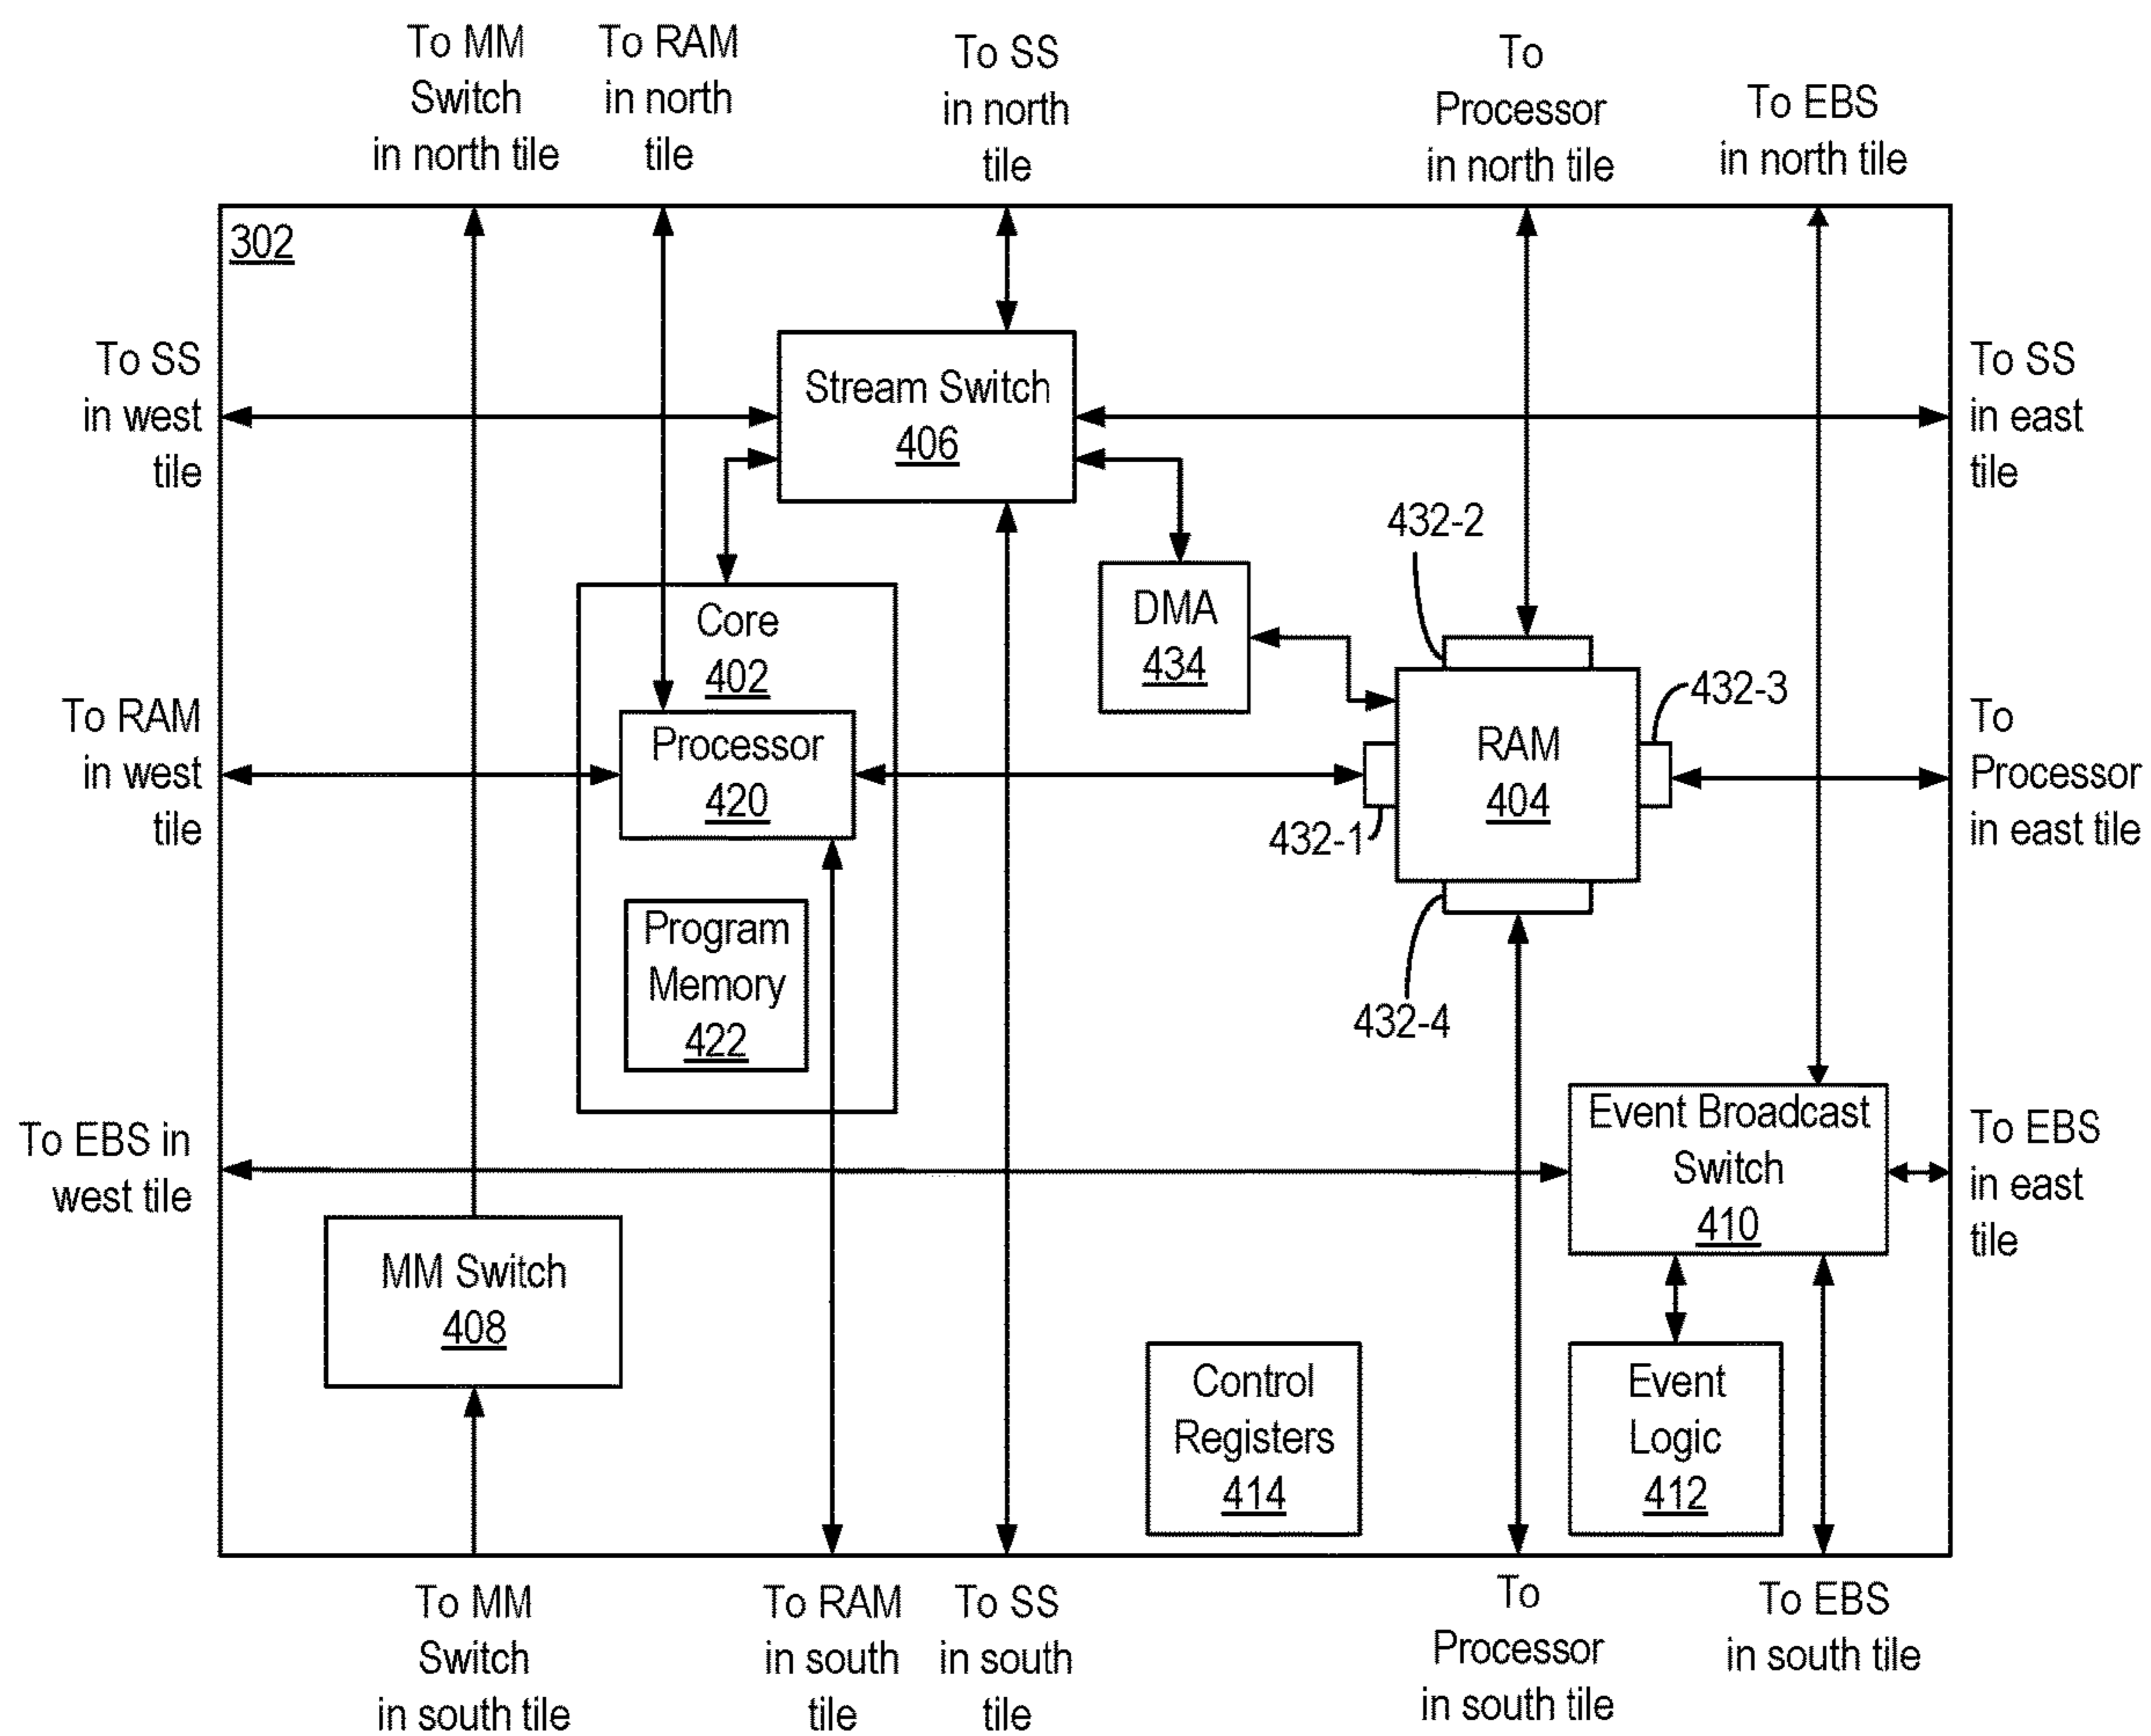 To MM
Switch
in north tile
To RAM
in north
tile
To SS
in north
tile
To
Processor
in north tile
To EBS
in north tile
302
To SS
in west
tile
Stream Switch
406
To SS
in east
tile
432-2
Core
402
DMA
434
432-3
To RAM
in west
tile
Processor
420
RAM
404
To
Processor
in east tile
432-1
Program
Memory
422
432-4
To EBS in
west tile
Event Broadcast
Switch
410
To EBS
in east
tile
MM Switch
408
Control
Registers
414
Event
Logic
412
To MM
Switch
in south tile
To RAM
in south
tile
To SS
in south
tile
To
Processor
in south tile
To EBS
in south tile